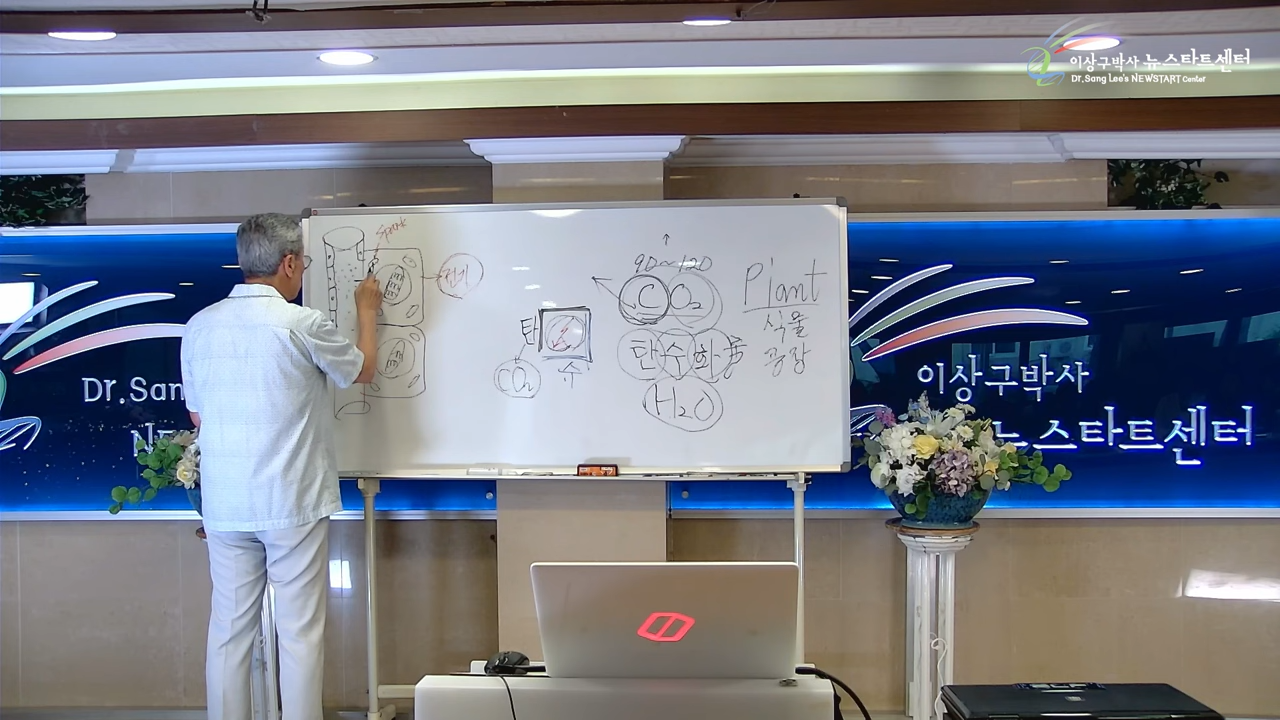 이상구박사 뉴스타트센터
Dr.Sang Lee's NEWSTART Center
Spark
전기
90~120
C O₂
Plant
식물
공장
탄수화물
H₂O
탄
수
CO₂
Dr.San
이상구박사
뉴스타트센터